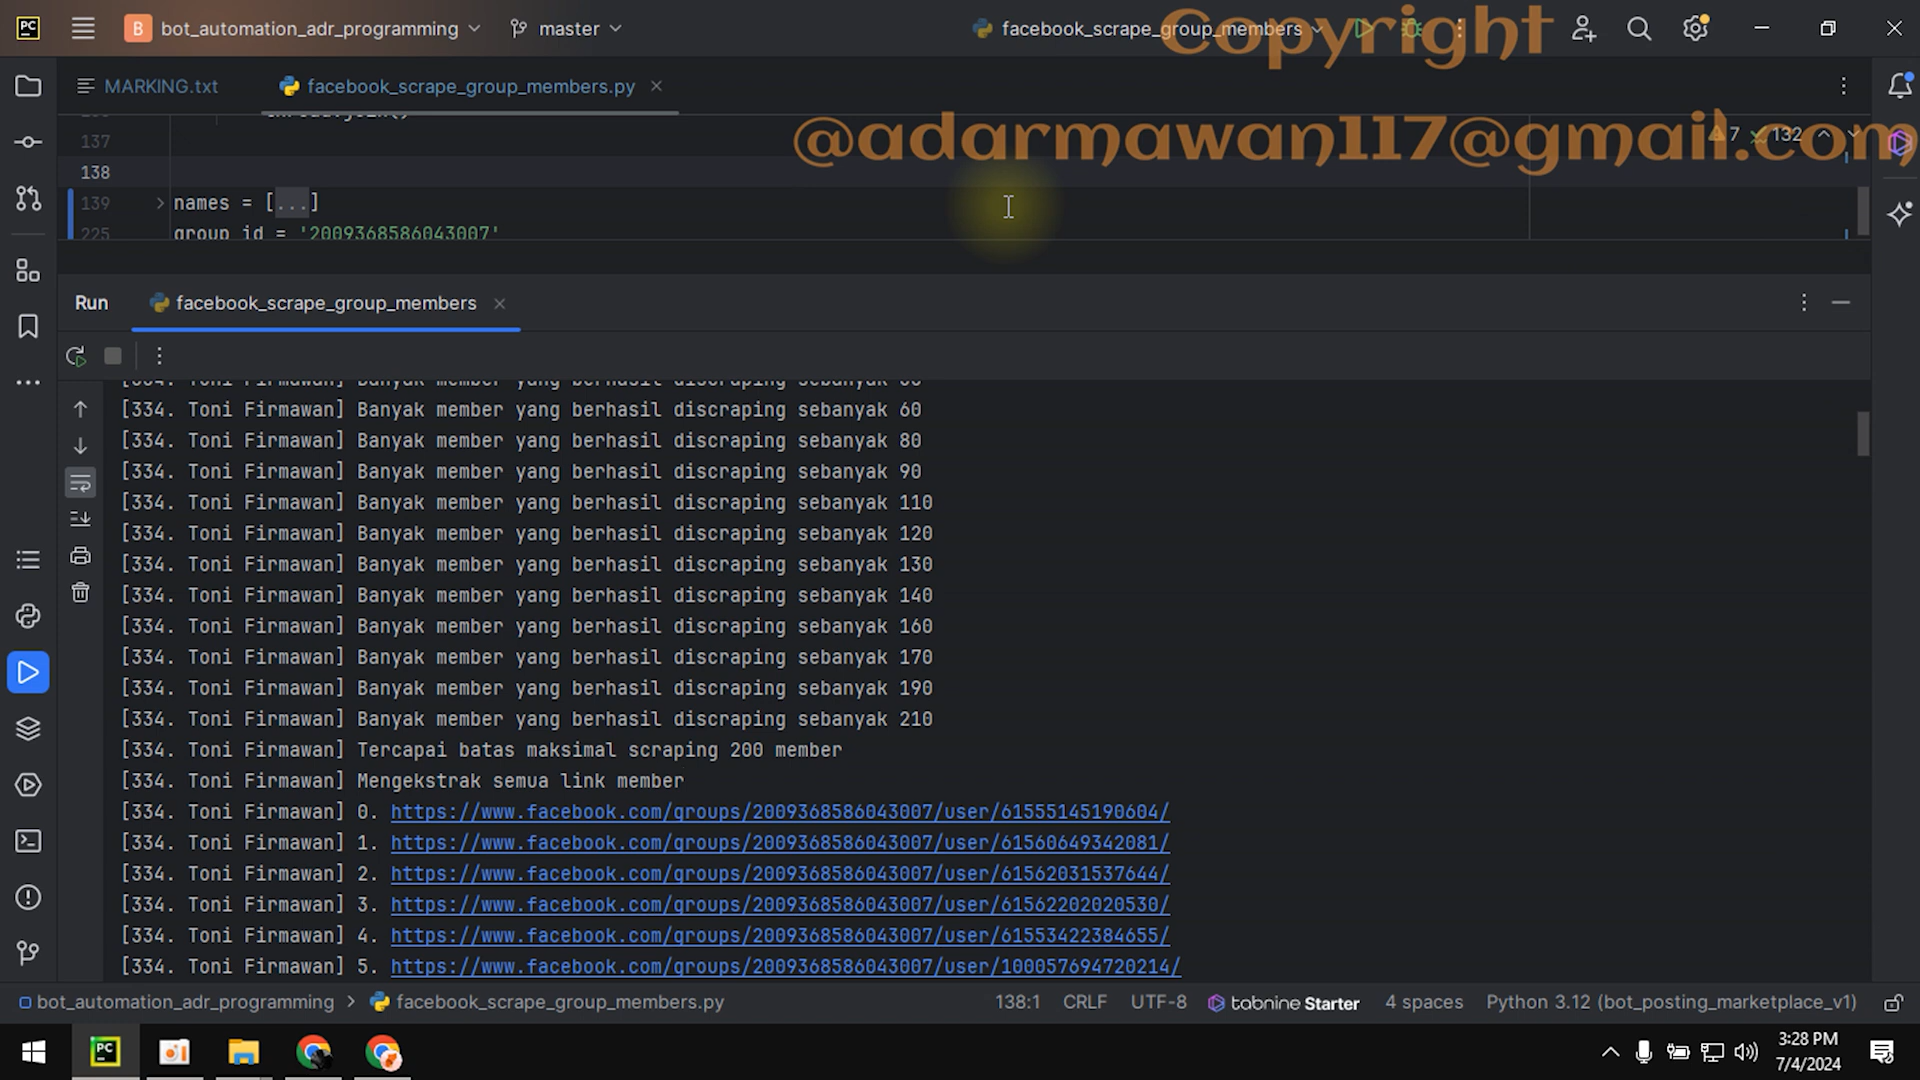 PC B bot_automation_adr_programming master facebook_scrape_group_members
Copyright
MARKING.txt facebook_scrape_group_members.py
@adarmawan117@gmail.com
7 132
137
138
139 names = [...]
225 group_id = '2009368586043007'
Run facebook_scrape_group_members
[334. Toni Firmawan] Banyak member yang berhasil discraping sebanyak 60
[334. Toni Firmawan] Banyak member yang berhasil discraping sebanyak 80
[334. Toni Firmawan] Banyak member yang berhasil discraping sebanyak 90
[334. Toni Firmawan] Banyak member yang berhasil discraping sebanyak 110
[334. Toni Firmawan] Banyak member yang berhasil discraping sebanyak 120
[334. Toni Firmawan] Banyak member yang berhasil discraping sebanyak 130
[334. Toni Firmawan] Banyak member yang berhasil discraping sebanyak 140
[334. Toni Firmawan] Banyak member yang berhasil discraping sebanyak 160
[334. Toni Firmawan] Banyak member yang berhasil discraping sebanyak 170
[334. Toni Firmawan] Banyak member yang berhasil discraping sebanyak 190
[334. Toni Firmawan] Banyak member yang berhasil discraping sebanyak 210
[334. Toni Firmawan] Tercapai batas maksimal scraping 200 member
[334. Toni Firmawan] Mengekstrak semua link member
[334. Toni Firmawan] 0. https://www.facebook.com/groups/2009368586043007/user/61555145190604/
[334. Toni Firmawan] 1. https://www.facebook.com/groups/2009368586043007/user/61560649342081/
[334. Toni Firmawan] 2. https://www.facebook.com/groups/2009368586043007/user/61562031537644/
[334. Toni Firmawan] 3. https://www.facebook.com/groups/2009368586043007/user/61562202020530/
[334. Toni Firmawan] 4. https://www.facebook.com/groups/2009368586043007/user/61553422384655/
[334. Toni Firmawan] 5. https://www.facebook.com/groups/2009368586043007/user/100057694720214/
bot_automation_adr_programming > facebook_scrape_group_members.py 138:1 CRLF UTF-8 tabnine Starter 4 spaces Python 3.12 (bot_posting_marketplace_v1)
PC 3:28 PM
7/4/2024